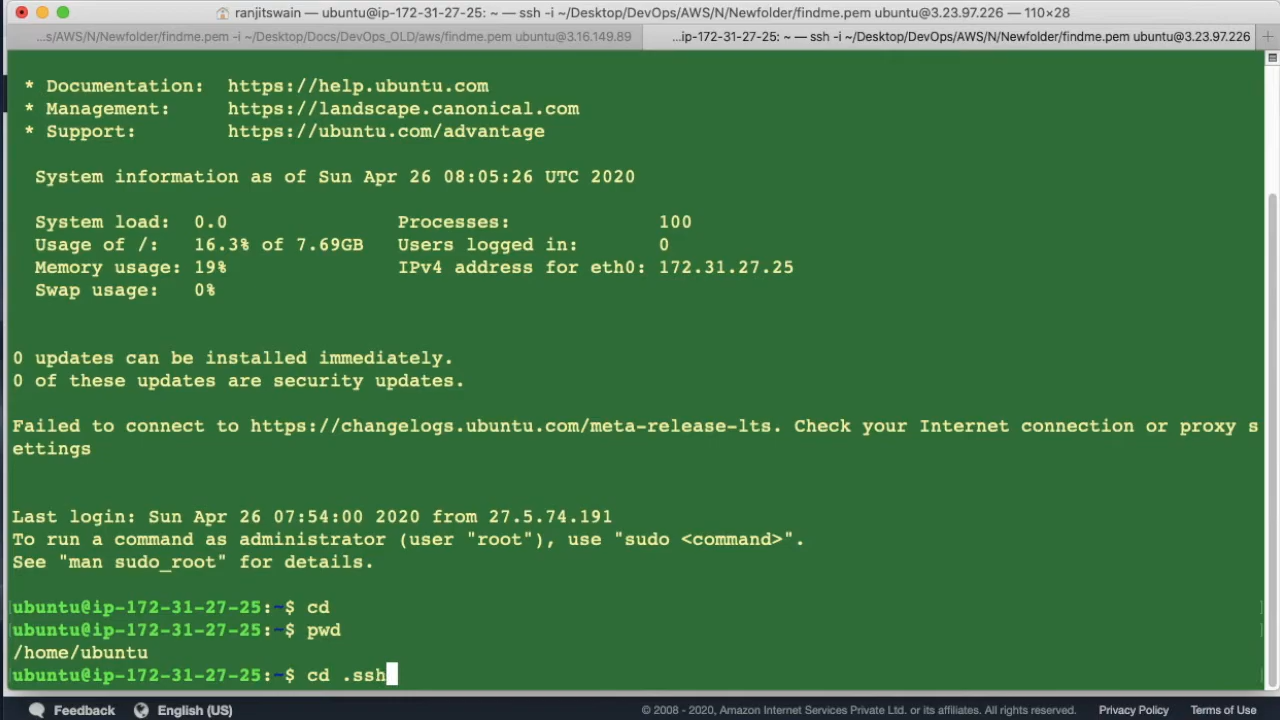 ranjitswain — ubuntu@ip-172-31-27-25: ~ — ssh -i ~/Desktop/DevOps/AWS/N/Newfolder/findme.pem ubuntu@3.23.97.226 — 110×28
...s/AWS/N/Newfolder/findme.pem -i ~/Desktop/Docs/DevOps_OLD/aws/findme.pem ubuntu@3.16.149.89
...ip-172-31-27-25: ~ — ssh -i ~/Desktop/DevOps/AWS/N/Newfolder/findme.pem ubuntu@3.23.97.226
* Documentation: https://help.ubuntu.com
* Management: https://landscape.canonical.com
* Support: https://ubuntu.com/advantage
System information as of Sun Apr 26 08:05:26 UTC 2020
System load: 0.0 Processes: 100
Usage of /: 16.3% of 7.69GB Users logged in: 0
Memory usage: 19% IPv4 address for eth0: 172.31.27.25
Swap usage: 0%
0 updates can be installed immediately.
0 of these updates are security updates.
Failed to connect to https://changelogs.ubuntu.com/meta-release-lts. Check your Internet connection or proxy s
ettings
Last login: Sun Apr 26 07:54:00 2020 from 27.5.74.191
To run a command as administrator (user "root"), use "sudo <command>".
See "man sudo_root" for details.
ubuntu@ip-172-31-27-25:~$ cd
ubuntu@ip-172-31-27-25:~$ pwd
/home/ubuntu
ubuntu@ip-172-31-27-25:~$ cd .ssh
Feedback English (US) © 2008 - 2020, Amazon Internet Services Private Ltd. or its affiliates. All rights reserved. Privacy Policy Terms of Use